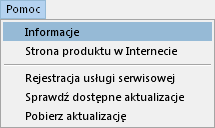 Pomoc
Informacje
Strona produktu w Internecie
Rejestracja usługi serwisowej
Sprawdź dostępne aktualizacje
Pobierz aktualizację